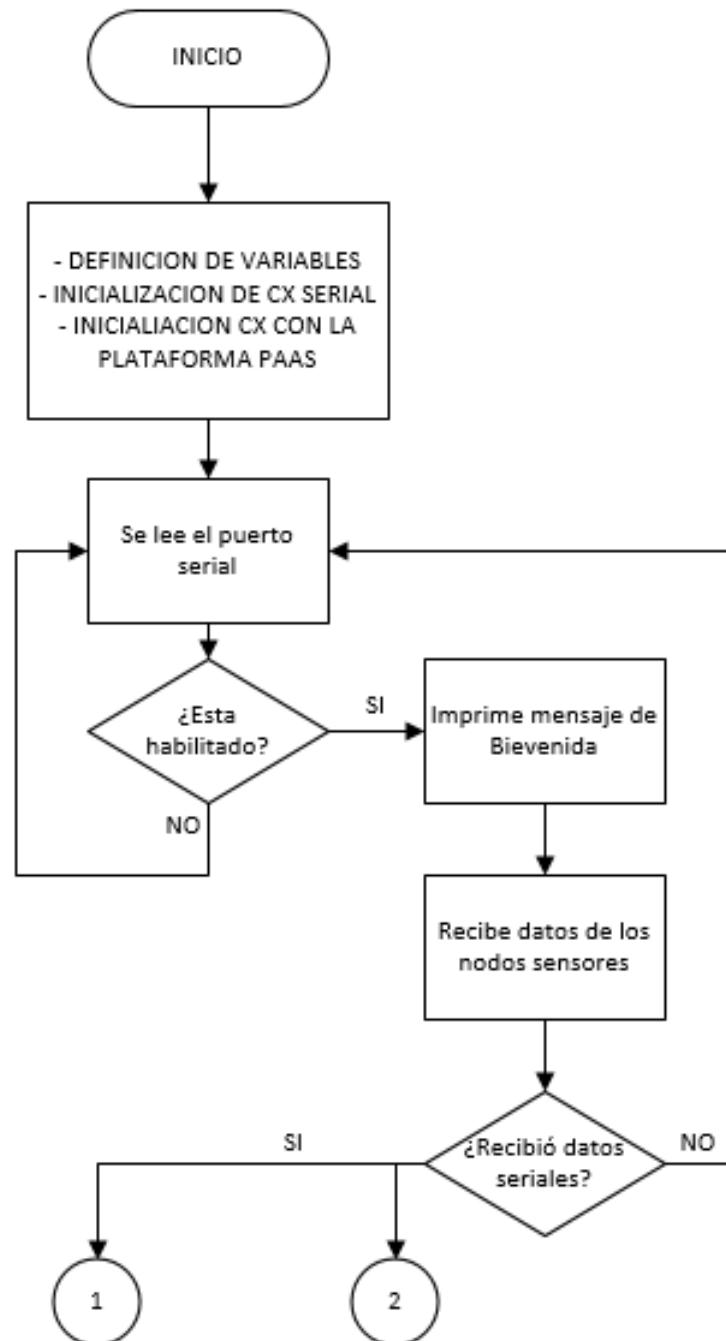 INICIO
- DEFINICION DE VARIABLES
- INICIALIZACION DE CX SERIAL
- INICIALIACION CX CON LA
PLATAFORMA PAAS
Se lee el puerto
serial
¿Esta
habilitado?
SI
NO
Imprime mensaje de
Bievenida
Recibe datos de los
nodos sensores
¿Recibió datos
seriales?
SI
NO
1
2